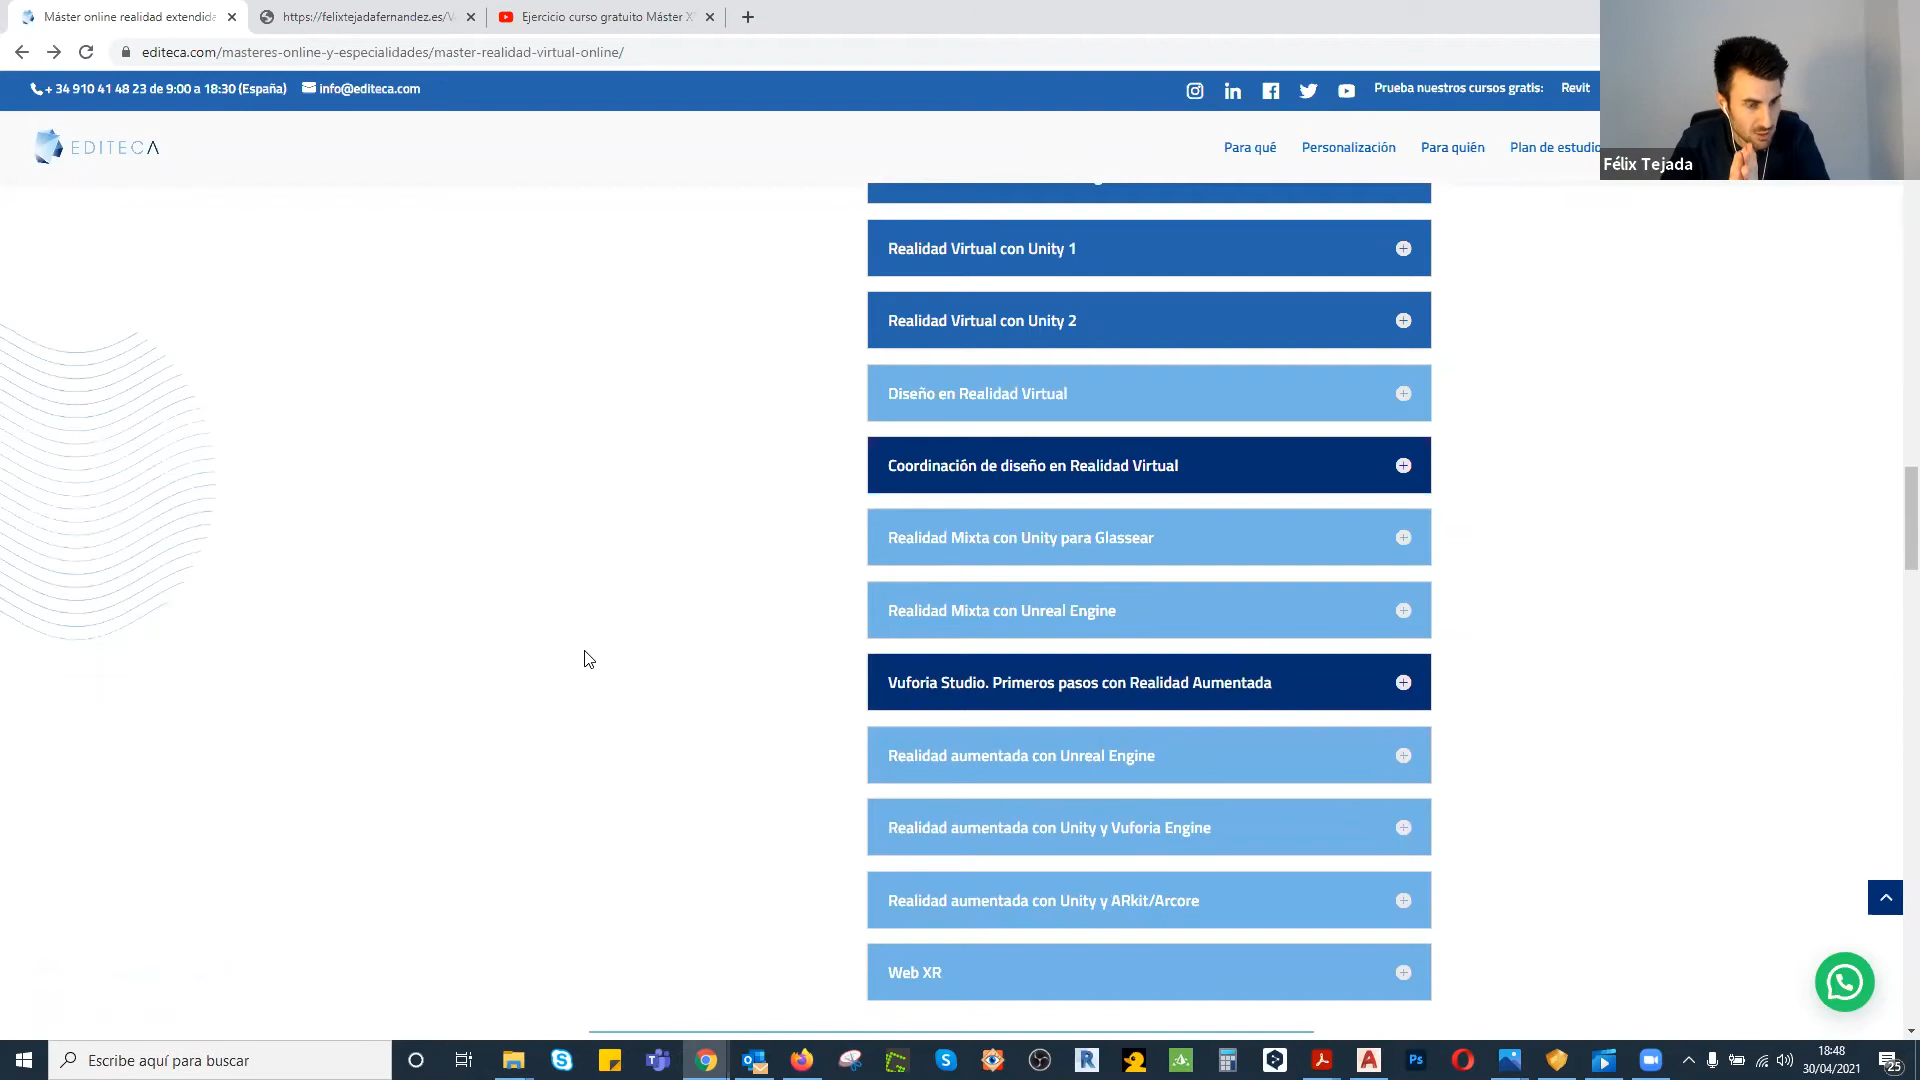 Máster online realidad extendida
https://felixtejadafernandez.es/V
Ejercicio curso gratuito Máster X
editeca.com/masteres-online-y-especialidades/master-realidad-virtual-online/
+ 34 910 41 48 23 de 9:00 a 18:30 (España)
info@editeca.com
Prueba nuestros cursos gratis:
Revit
EDITECA
Para qué
Personalización
Para quién
Plan de estudio
Félix Tejada
Realidad Virtual con Unity 1
Realidad Virtual con Unity 2
Diseño en Realidad Virtual
Coordinación de diseño en Realidad Virtual
Realidad Mixta con Unity para Glassear
Realidad Mixta con Unreal Engine
Vuforia Studio. Primeros pasos con Realidad Aumentada
Realidad aumentada con Unreal Engine
Realidad aumentada con Unity y Vuforia Engine
Realidad aumentada con Unity y ARkit/Arcore
Web XR
Escribe aquí para buscar
18:48
30/04/2021
25